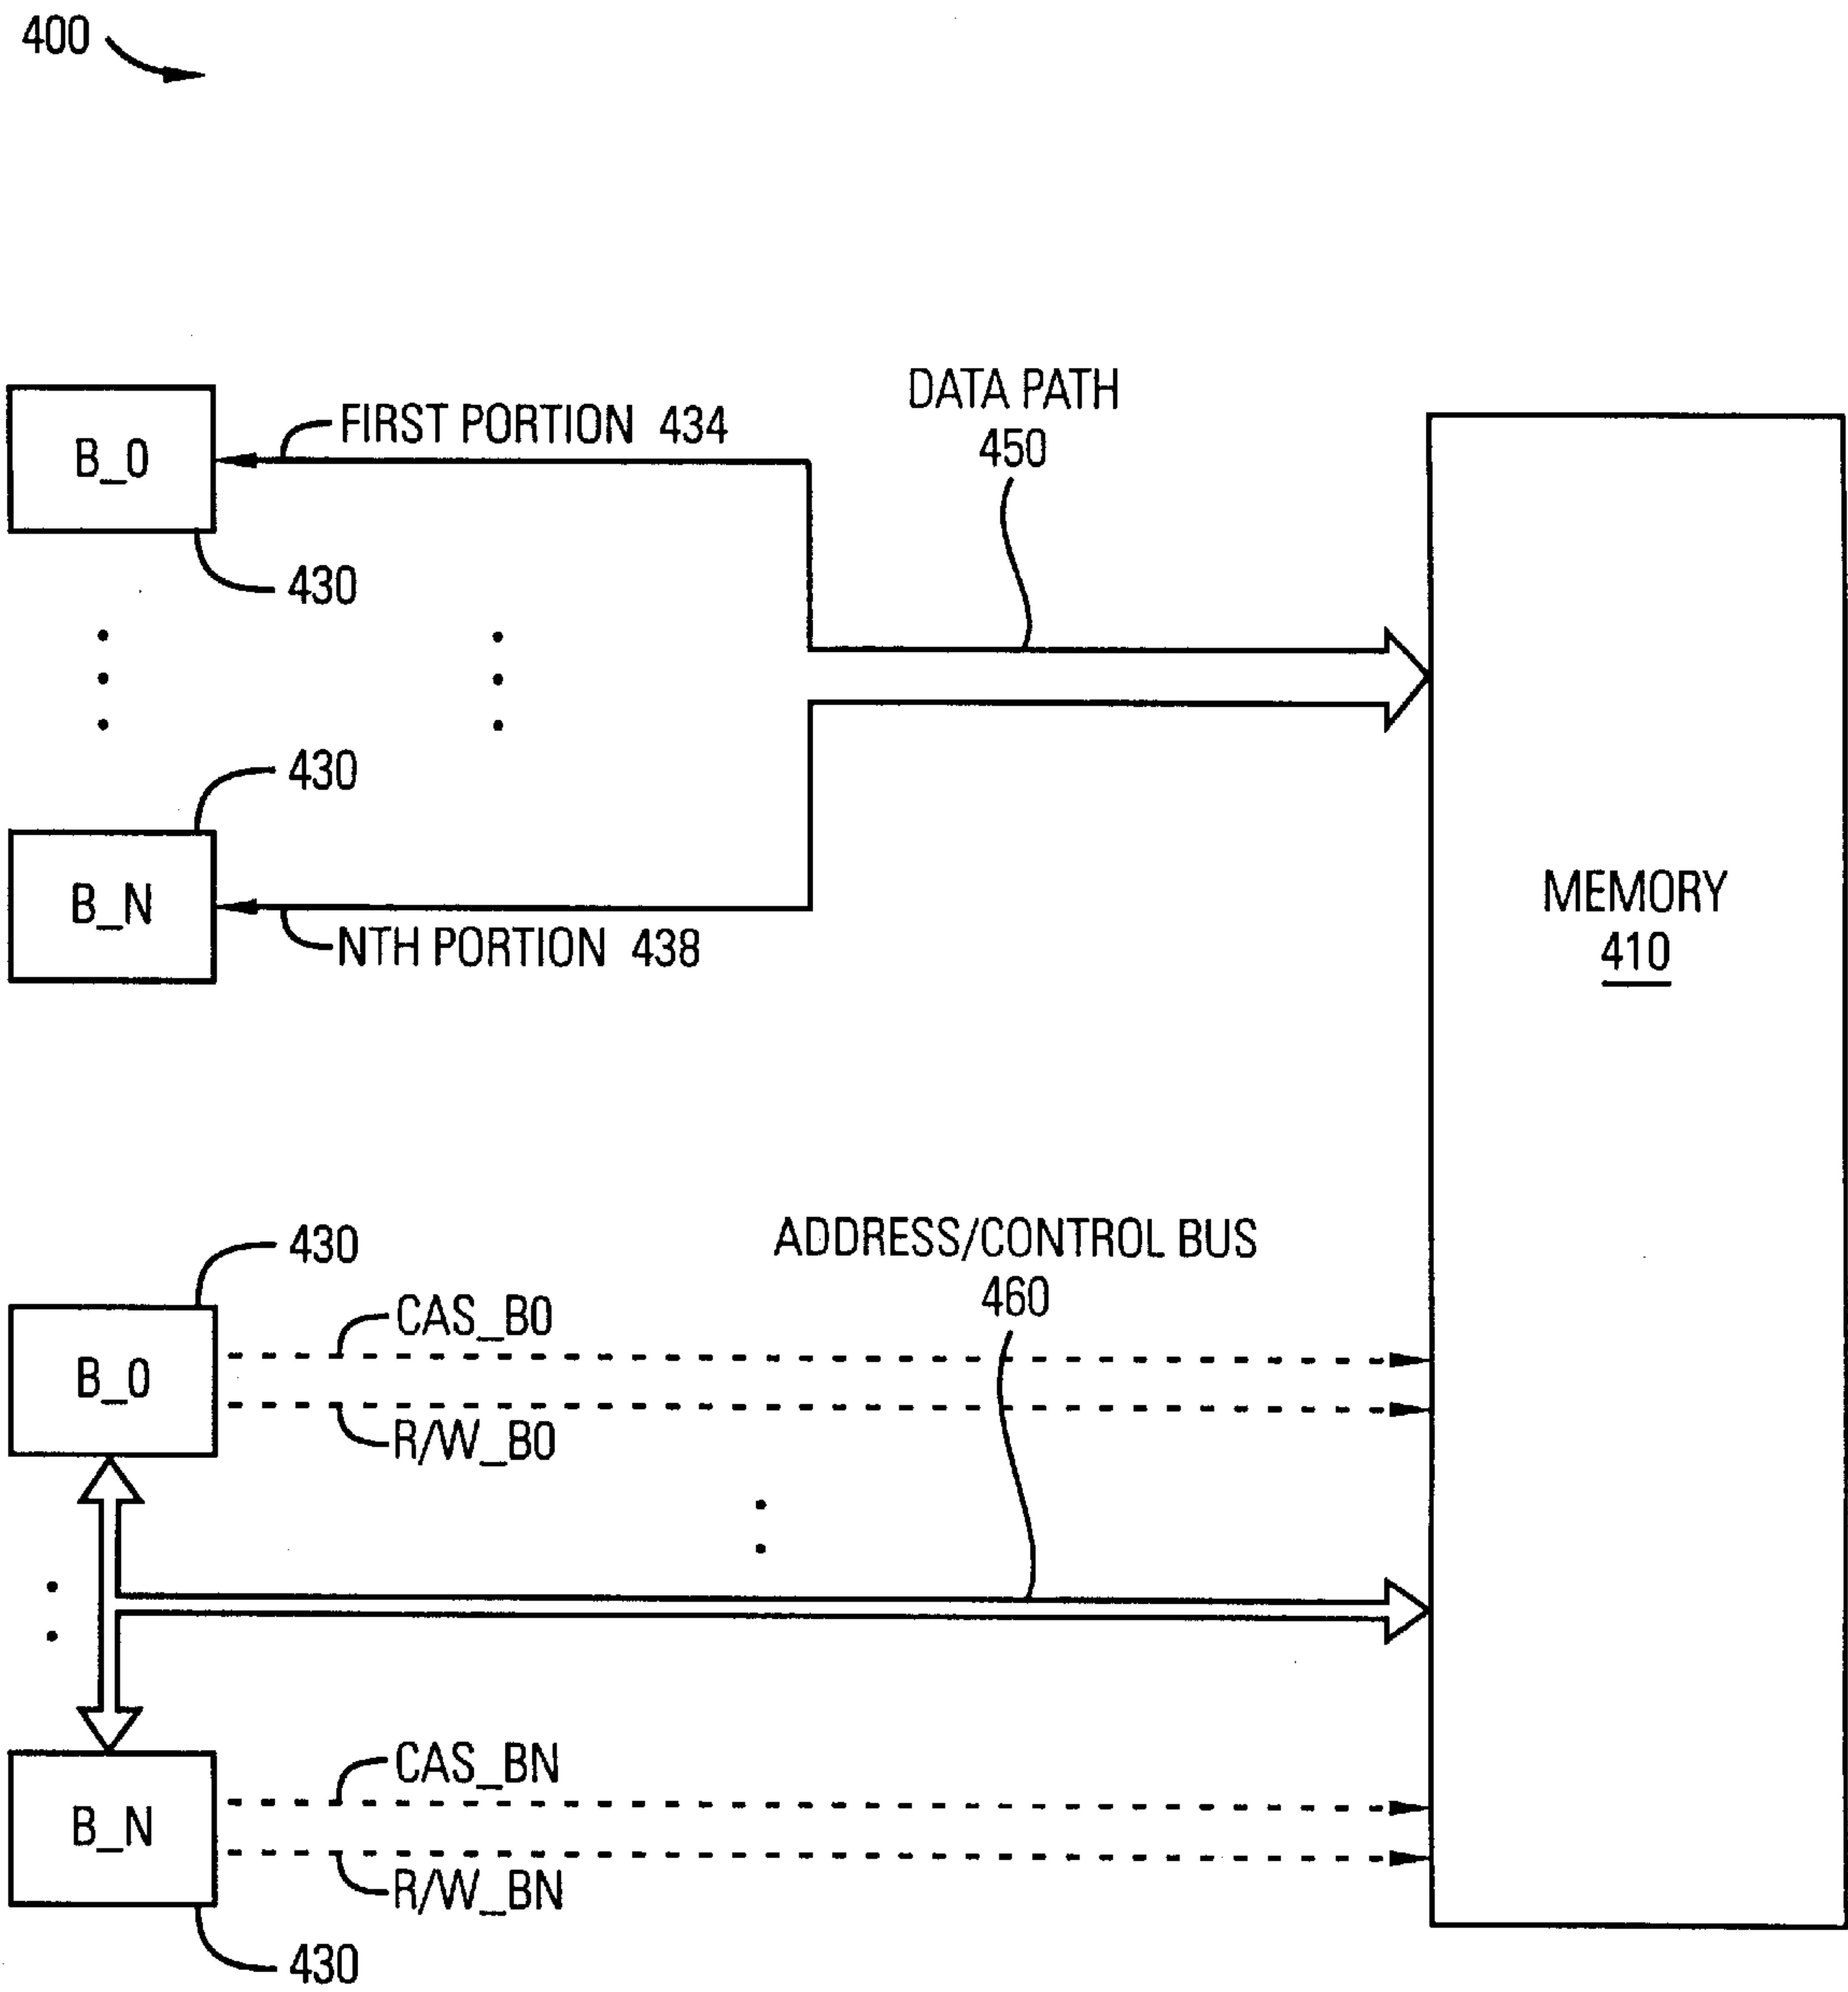 400
DATA PATH
450
FIRST PORTION 434
B_0
430
430
B_N
NTH PORTION 438
MEMORY
410
430
ADDRESS/CONTROL BUS
460
CAS_B0
B_0
R/W_B0
CAS_BN
B_N
R/W_BN
430